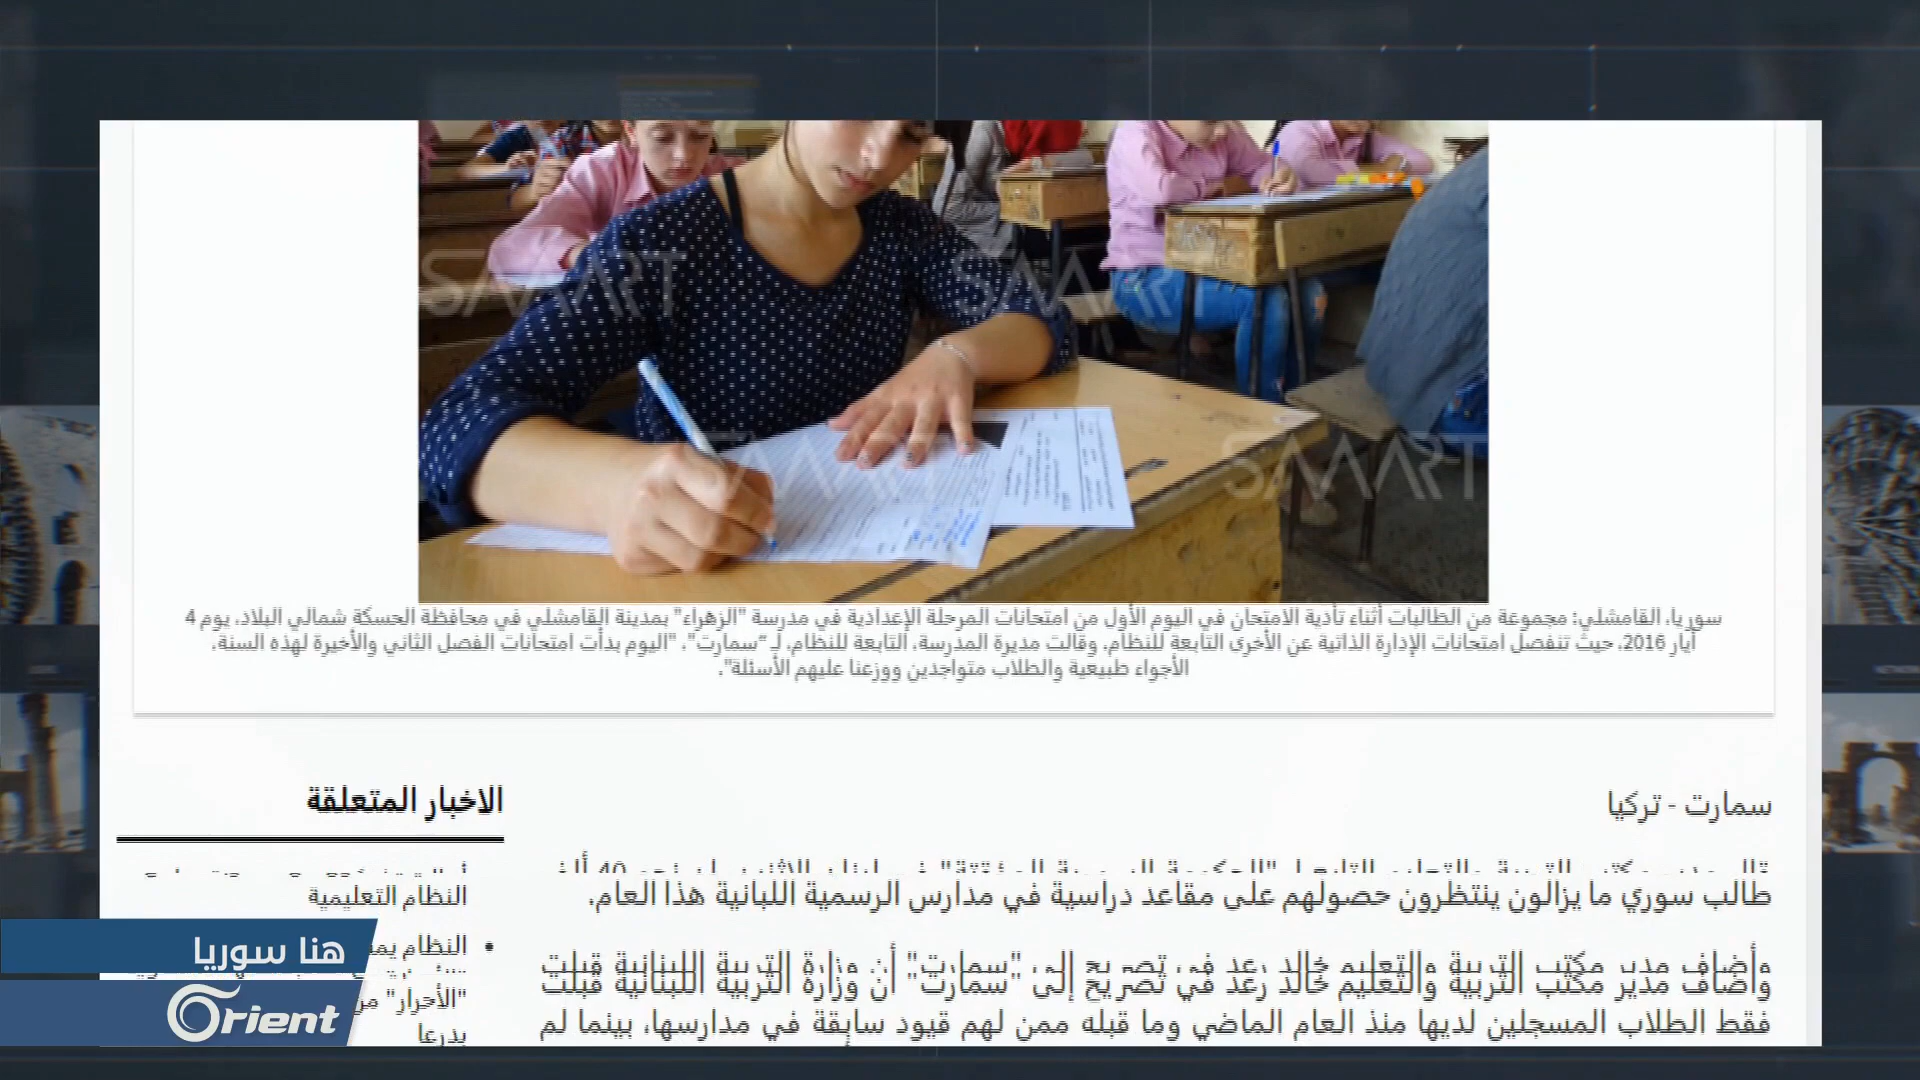 SMART SMART
SMART SMART
سوريا، القامشلي: مجموعة من الطالبات أثناء تأدية الامتحان في اليوم الأول من امتحانات المرحلة الإعدادية في مدرسة "الزهراء" بمدينة القامشلي في محافظة الحسكة شمالي البلاد، يوم 4
أيار 2016، حيث تنفصل امتحانات الإدارة الذاتية عن الأخرى التابعة للنظام. وقالت مديرة المدرسة، التابعة للنظام، لـ "سمارت"، "اليوم بدأت امتحانات الفصل الثاني والأخيرة لهذه السنة،
الأجواء طبيعية والطلاب متواجدين ووزعنا عليهم الأسئلة".
سمارت - تركيا
طالب سوري ما يزالون ينتظرون حصولهم على مقاعد دراسية في مدارس الرسمية اللبانية هذا العام.
وأضاف مدير مكتب التربية والتعليم خالد رعد في تصريح إلى "سمارت" أن وزارة التربية اللبنانية قبلت
فقط الطلاب المسجلين لديها منذ العام الماضي وما قبله ممن لهم قيود سابقة في مدارسها، بينما لم
الاخبار المتعلقة
النظام التعليمية
• النظام
"الأحرار"
بدرعا
هنا سوريا
Orient